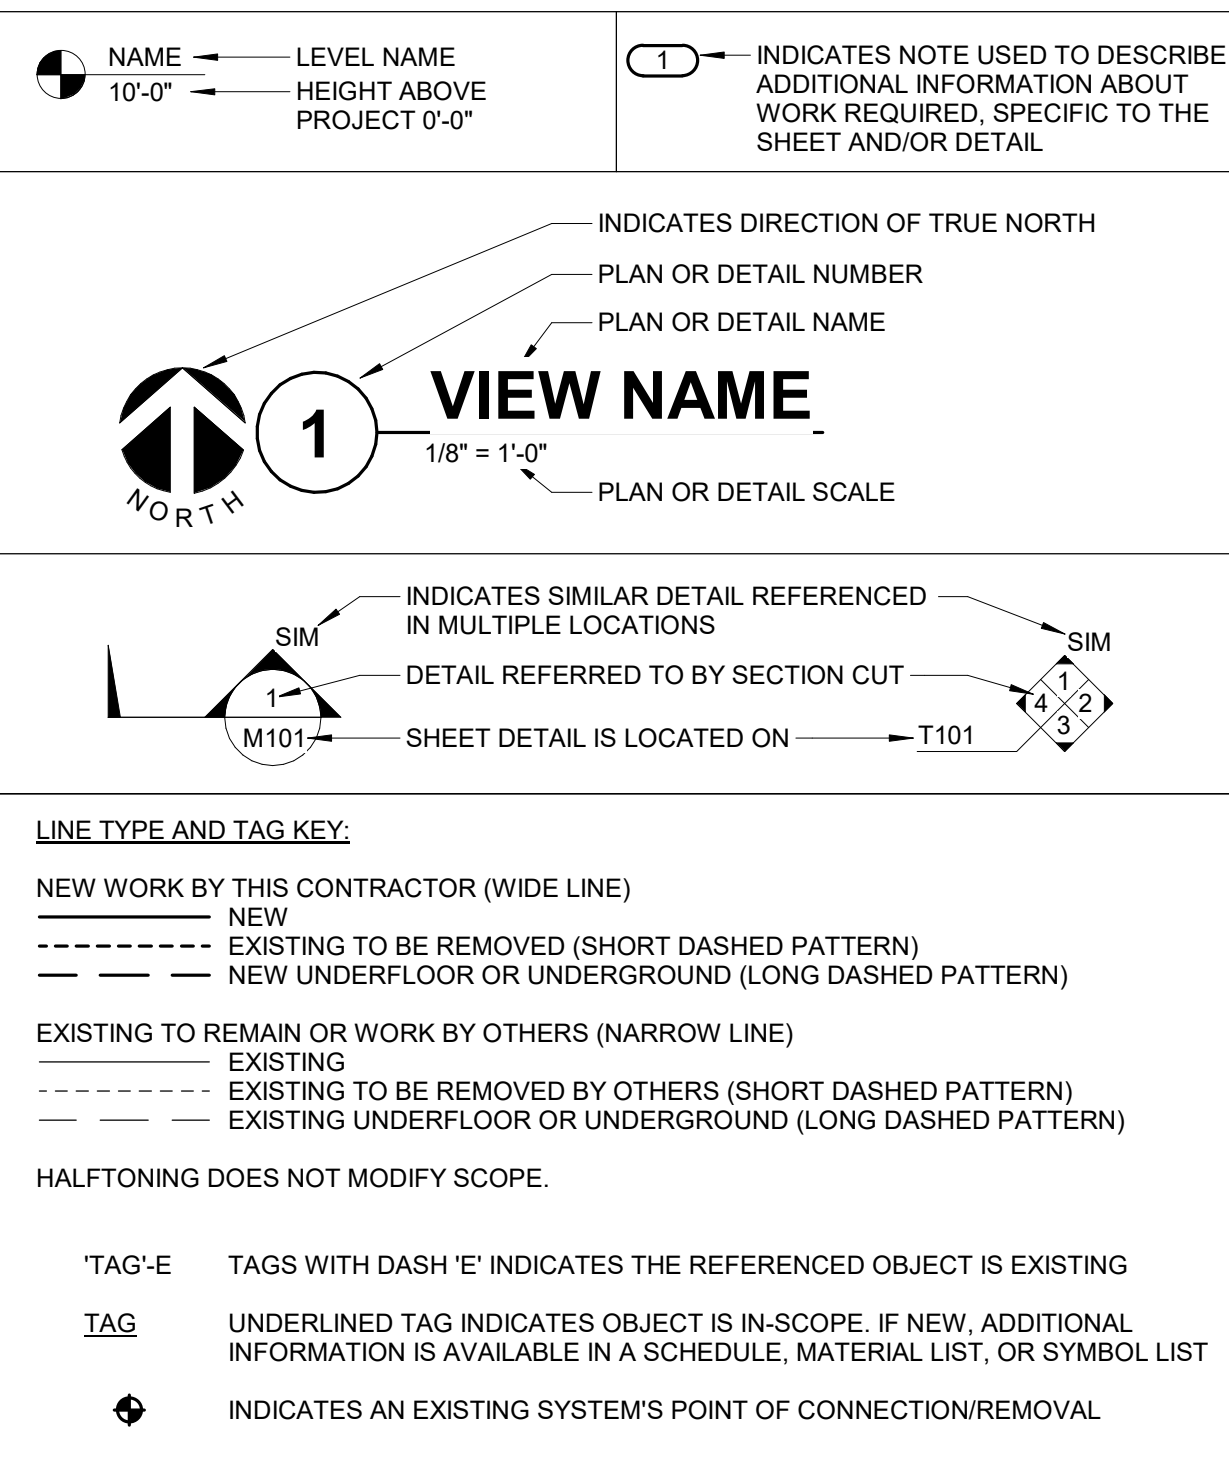 NAME
10'-0"
LEVEL NAME
HEIGHT ABOVE
PROJECT 0'-0"
1
INDICATES NOTE USED TO DESCRIBE
ADDITIONAL INFORMATION ABOUT
WORK REQUIRED, SPECIFIC TO THE
SHEET AND/OR DETAIL
INDICATES DIRECTION OF TRUE NORTH
PLAN OR DETAIL NUMBER
PLAN OR DETAIL NAME
NORTH
1
VIEW NAME
1/8" = 1'-0"
PLAN OR DETAIL SCALE
INDICATES SIMILAR DETAIL REFERENCED
IN MULTIPLE LOCATIONS
SIM
SIM
1
DETAIL REFERRED TO BY SECTION CUT
1
4
2
3
M101
SHEET DETAIL IS LOCATED ON
T101
LINE TYPE AND TAG KEY:
NEW WORK BY THIS CONTRACTOR (WIDE LINE)
NEW
EXISTING TO BE REMOVED (SHORT DASHED PATTERN)
NEW UNDERFLOOR OR UNDERGROUND (LONG DASHED PATTERN)
EXISTING TO REMAIN OR WORK BY OTHERS (NARROW LINE)
EXISTING
EXISTING TO BE REMOVED BY OTHERS (SHORT DASHED PATTERN)
EXISTING UNDERFLOOR OR UNDERGROUND (LONG DASHED PATTERN)
HALFTONING DOES NOT MODIFY SCOPE.
'TAG'-E TAGS WITH DASH 'E' INDICATES THE REFERENCED OBJECT IS EXISTING
TAG UNDERLINED TAG INDICATES OBJECT IS IN-SCOPE. IF NEW, ADDITIONAL
INFORMATION IS AVAILABLE IN A SCHEDULE, MATERIAL LIST, OR SYMBOL LIST
INDICATES AN EXISTING SYSTEM'S POINT OF CONNECTION/REMOVAL